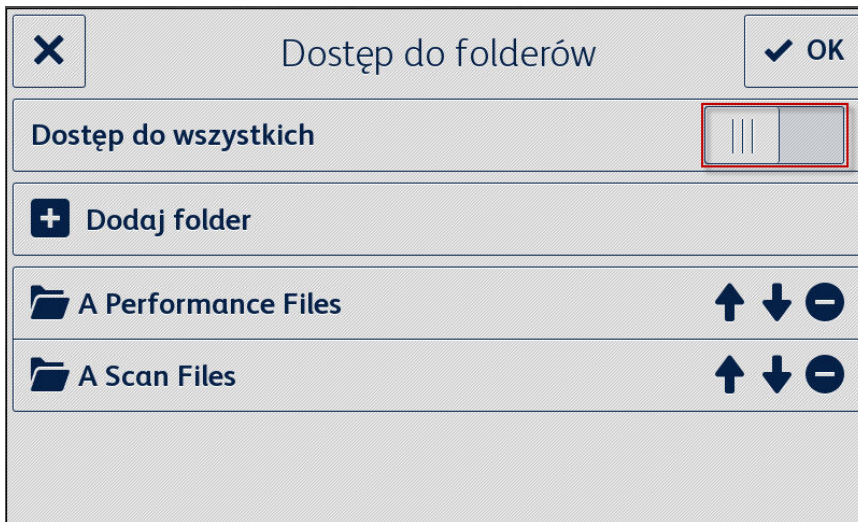 Dostęp do folderów
OK
Dostęp do wszystkich
Dodaj folder
A Performance Files
A Scan Files